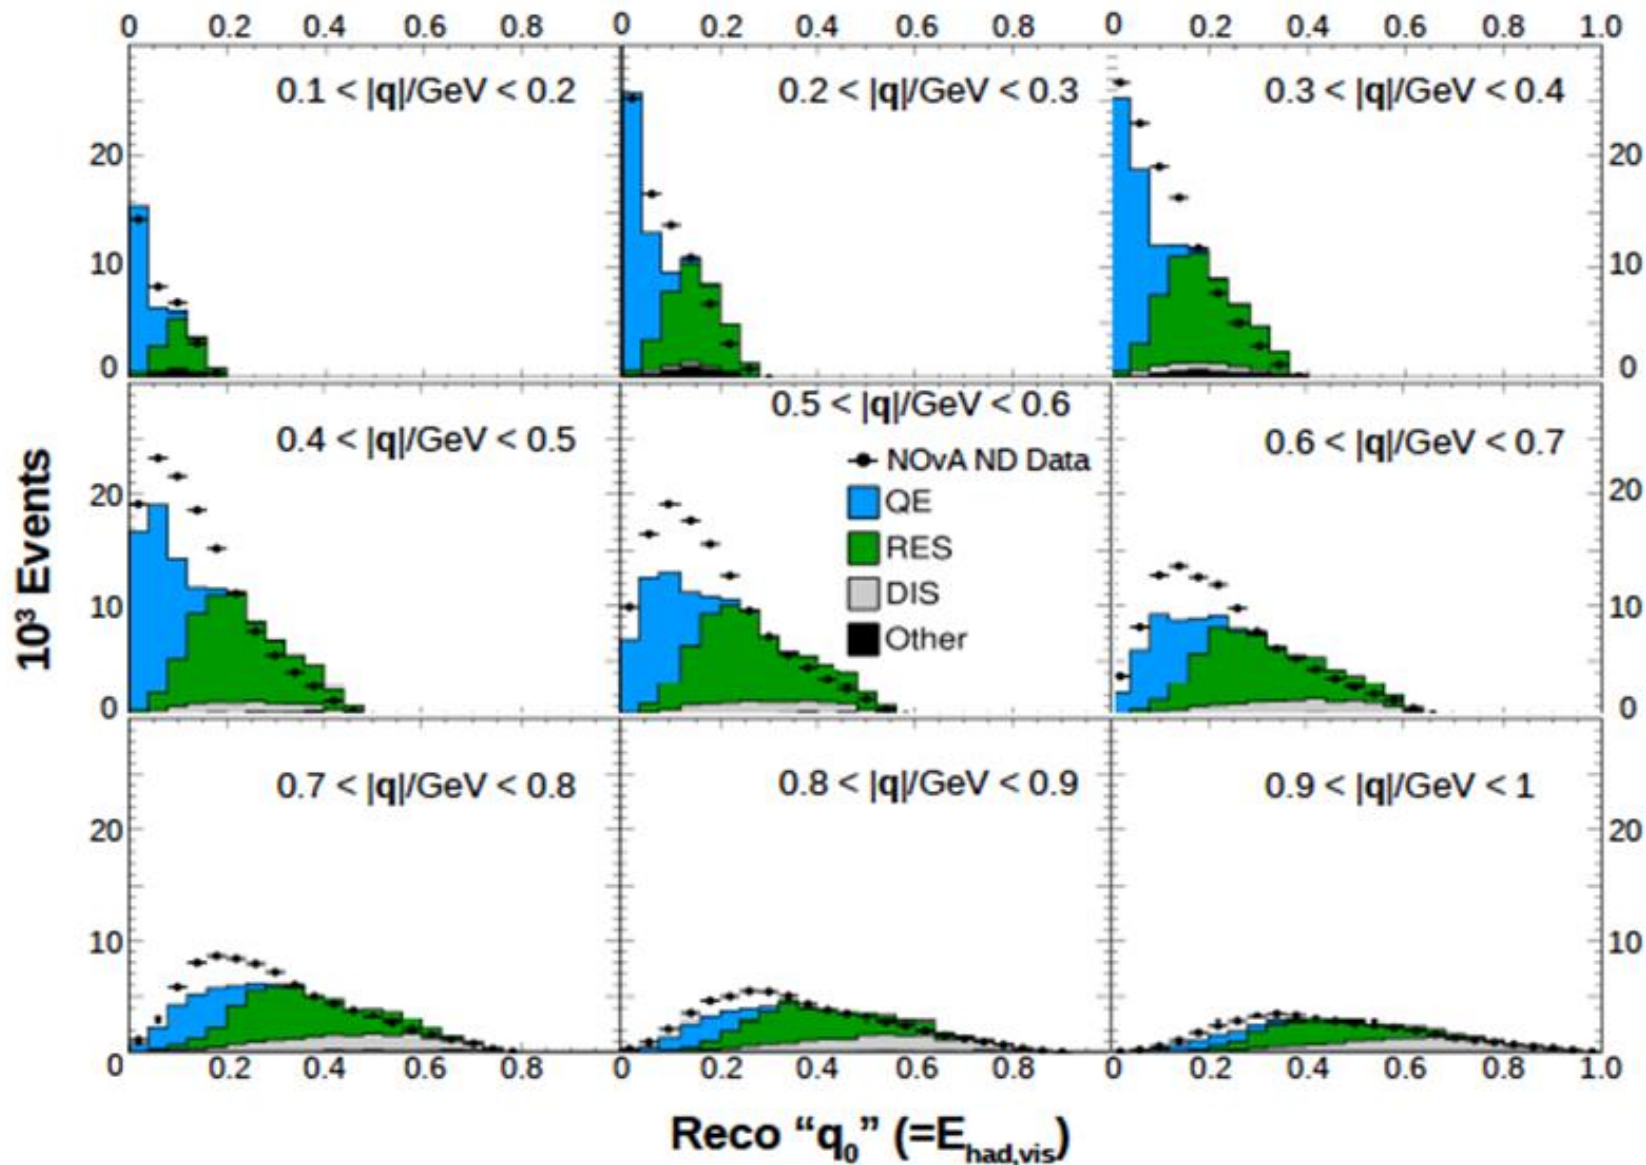 0 0.2 0.4 0.6 0.8 0 0.2 0.4 0.6 0.8 0 0.2 0.4 0.6 0.8 1.0
0.1 < |q|/GeV < 0.2
0.2 < |q|/GeV < 0.3
0.3 < |q|/GeV < 0.4
20 20
10 10
0 0
0.4 < |q|/GeV < 0.5
0.5 < |q|/GeV < 0.6
0.6 < |q|/GeV < 0.7
NOvA ND Data
QE
RES
DIS
Other
20 20
10 10
0 0
10³ Events
0.7 < |q|/GeV < 0.8
0.8 < |q|/GeV < 0.9
0.9 < |q|/GeV < 1
20 20
10 10
0 0
0.2 0.4 0.6 0.8 0 0.2 0.4 0.6 0.8 0 0.2 0.4 0.6 0.8 1.0
Reco “q₀” (=E_had,vis)